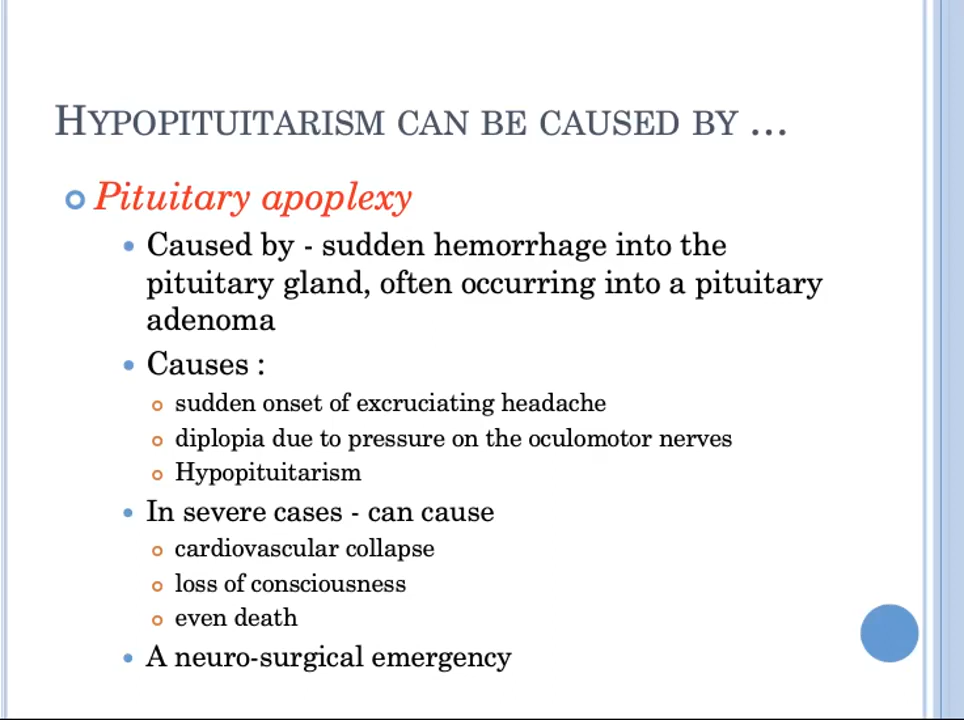 HYPOPITUITARISM CAN BE CAUSED BY …
Pituitary apoplexy
Caused by - sudden hemorrhage into the
pituitary gland, often occurring into a pituitary
adenoma
Causes :
sudden onset of excruciating headache
diplopia due to pressure on the oculomotor nerves
Hypopituitarism
In severe cases - can cause
cardiovascular collapse
loss of consciousness
even death
A neuro-surgical emergency